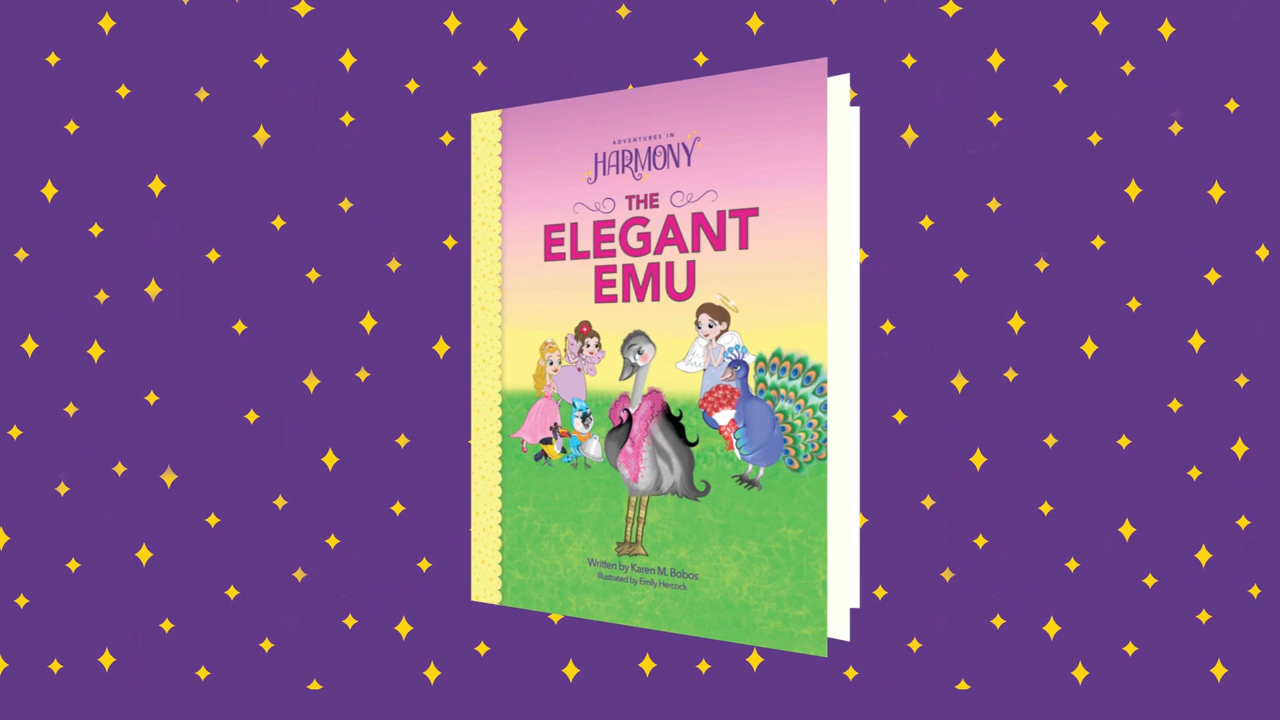 ADVENTURES IN
HARMONY
THE
ELEGANT
EMU
Written by Karen M. Bobos
Illustrated by Emily Hercock